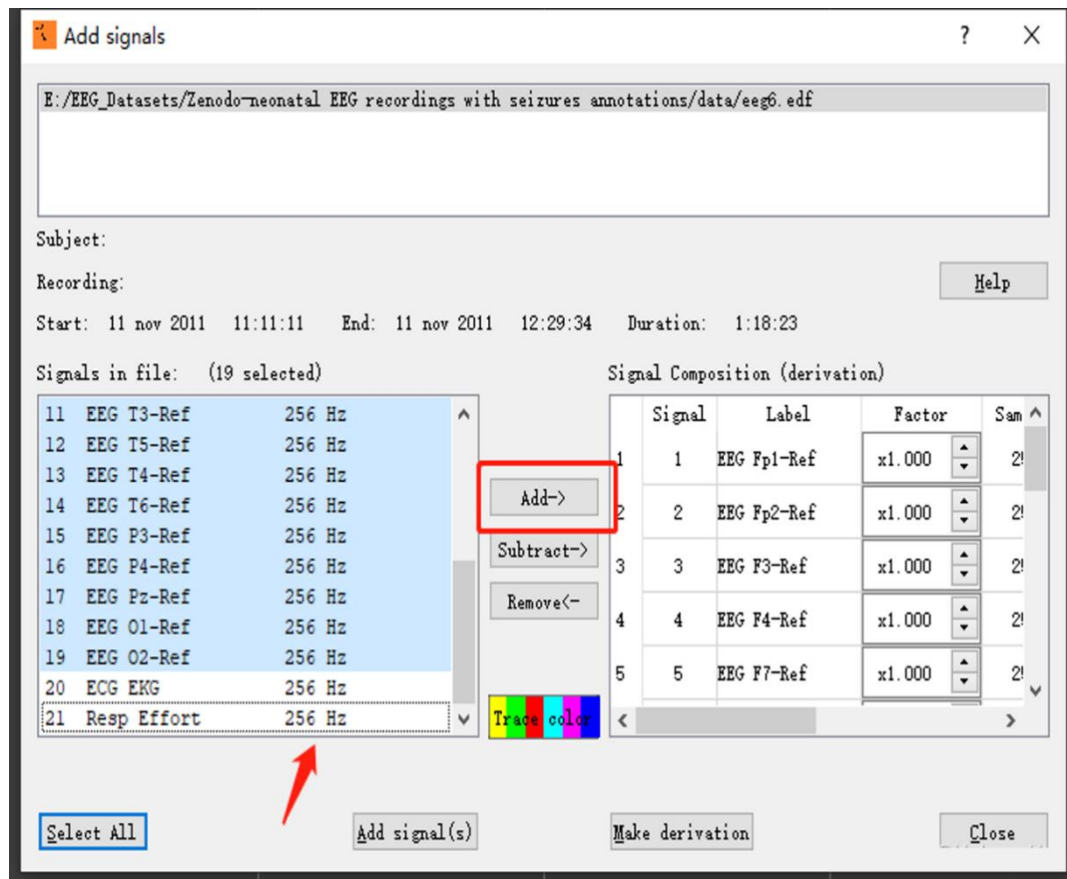 Add signals
?
X
E:/EEG_Datasets/Zenodo-neonatal EEG recordings with seizures annotations/data/eeg6.edf
Subject:
Recording:
Help
Start: 11 nov 2011 11:11:11 End: 11 nov 2011 12:29:34 Duration: 1:18:23
Signals in file: (19 selected)
11 EEG T3-Ref 256 Hz
12 EEG T5-Ref 256 Hz
13 EEG T4-Ref 256 Hz
14 EEG T6-Ref 256 Hz
15 EEG P3-Ref 256 Hz
16 EEG P4-Ref 256 Hz
17 EEG Pz-Ref 256 Hz
18 EEG O1-Ref 256 Hz
19 EEG O2-Ref 256 Hz
20 ECG EKG 256 Hz
21 Resp Effort 256 Hz
Add->
Subtract->
Remove<-
Trace color
Signal Composition (derivation)
Signal Label Factor Sam
1 1 EEG Fp1-Ref x1.000
2 2 EEG Fp2-Ref x1.000
3 3 EEG F3-Ref x1.000
4 4 EEG F4-Ref x1.000
5 5 EEG F7-Ref x1.000
Select All
Add signal(s)
Make derivation
Close